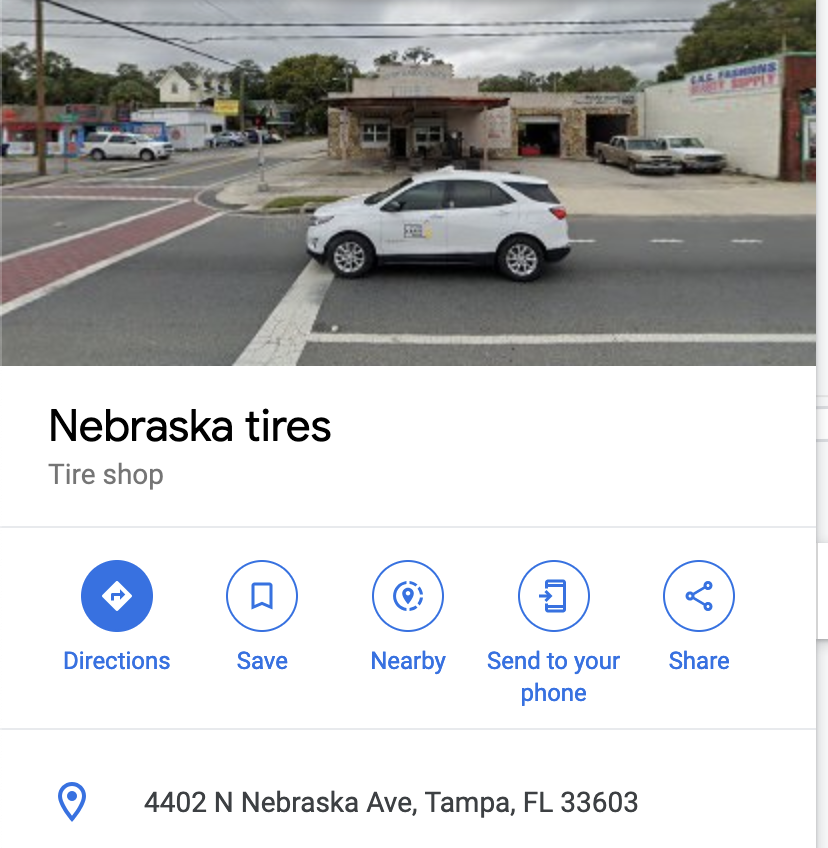 C.H.C. FASHIONS
BEAUTY SUPPLY
Nebraska tires
Tire shop
Directions
Save
Nearby
Send to your
phone
Share
4402 N Nebraska Ave, Tampa, FL 33603